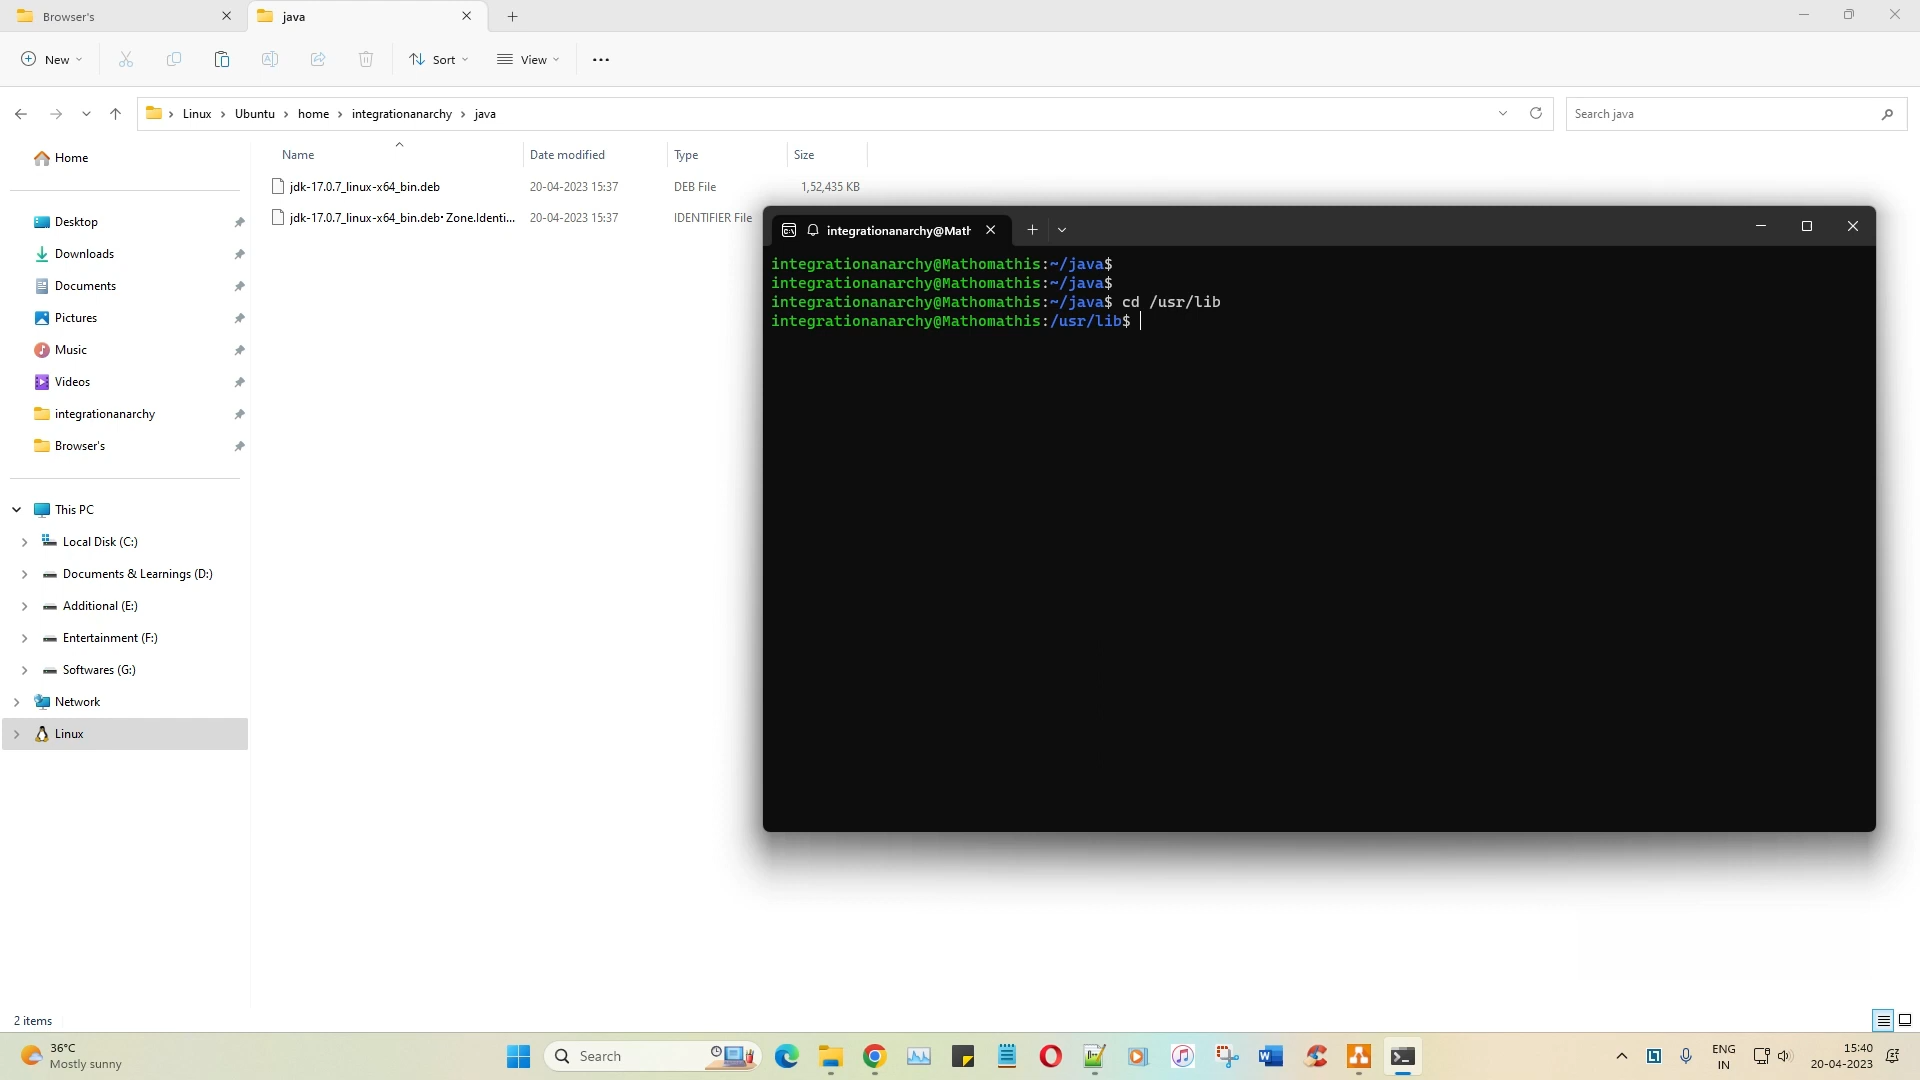 Browser's
java
New
Sort
View
Linux
Ubuntu
home
integrationanarchy
java
Search java
Name
Date modified
Type
Size
jdk-17.0.7_linux-x64_bin.deb
20-04-2023 15:37
DEB File
1,52,435 KB
jdk-17.0.7_linux-x64_bin.deb•Zone.Identi...
20-04-2023 15:37
IDENTIFIER File
Home
Desktop
Downloads
Documents
Pictures
Music
Videos
integrationanarchy
Browser's
This PC
Local Disk (C:)
Documents & Learnings (D:)
Additional (E:)
Entertainment (F:)
Softwares (G:)
Network
Linux
integrationanarchy@Math
integrationanarchy@Mathomathis:~/java$
integrationanarchy@Mathomathis:~/java$
integrationanarchy@Mathomathis:~/java$ cd /usr/lib
integrationanarchy@Mathomathis:/usr/lib$
2 items
36°C
Mostly sunny
Search
ENG
IN
15:40
20-04-2023